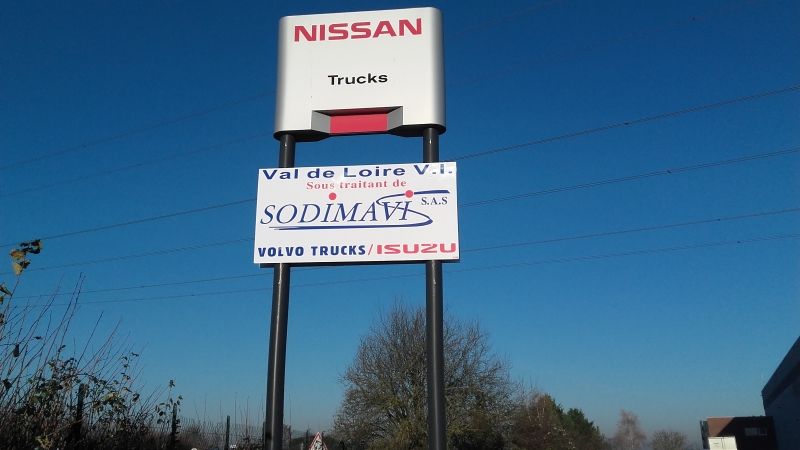 NISSAN
Trucks
Val de Loire V.I.
Sous traitant de
SODIMAVI S.A.S
VOLVO TRUCKS/ISUZU